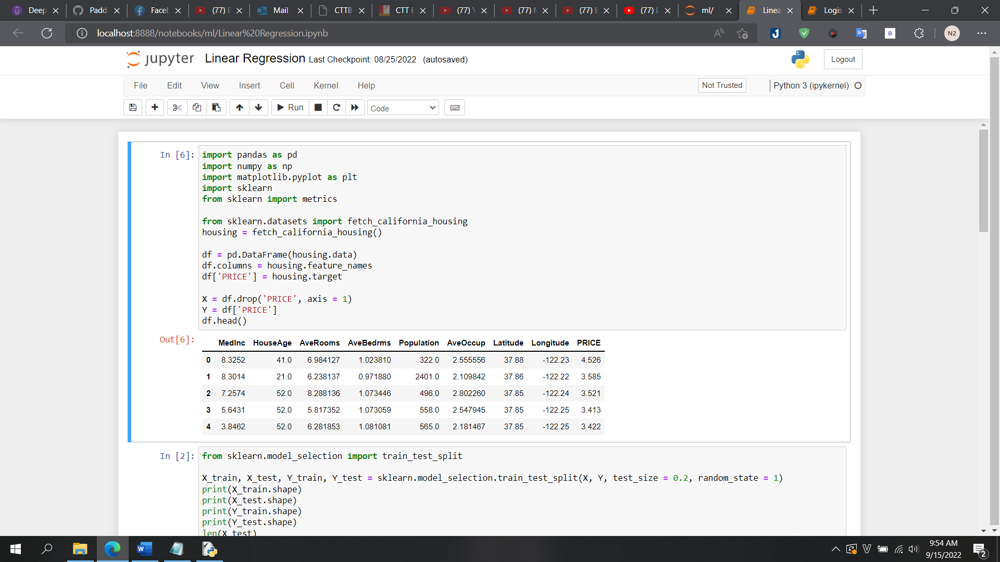 Deep
Padd
Faceb
(77) E
Mail -
CTTB
CTT E
(77) Y
(77) N
(77) E
(77) L
ml/
Linea
Logis
localhost:8888/notebooks/ml/Linear%20Regression.ipynb
N2
jupyter Linear Regression Last Checkpoint: 08/25/2022 (autosaved)
Logout
File Edit View Insert Cell Kernel Help
Not Trusted
Python 3 (ipykernel)
Run
Code
In [6]:
import pandas as pd
import numpy as np
import matplotlib.pyplot as plt
import sklearn
from sklearn import metrics
from sklearn.datasets import fetch_california_housing
housing = fetch_california_housing()
df = pd.DataFrame(housing.data)
df.columns = housing.feature_names
df['PRICE'] = housing.target
X = df.drop('PRICE', axis = 1)
Y = df['PRICE']
df.head()
Out[6]:
MedInc HouseAge AveRooms AveBedrms Population AveOccup Latitude Longitude PRICE
0 8.3252 41.0 6.984127 1.023810 322.0 2.555556 37.88 -122.23 4.526
1 8.3014 21.0 6.238137 0.971880 2401.0 2.109842 37.86 -122.22 3.585
2 7.2574 52.0 8.288136 1.073446 496.0 2.802260 37.85 -122.24 3.521
3 5.6431 52.0 5.817352 1.073059 558.0 2.547945 37.85 -122.25 3.413
4 3.8462 52.0 6.281853 1.081081 565.0 2.181467 37.85 -122.25 3.422
In [2]:
from sklearn.model_selection import train_test_split
X_train, X_test, Y_train, Y_test = sklearn.model_selection.train_test_split(X, Y, test_size = 0.2, random_state = 1)
print(X_train.shape)
print(X_test.shape)
print(Y_train.shape)
print(Y_test.shape)
len(X_test)
9:54 AM
9/15/2022
2